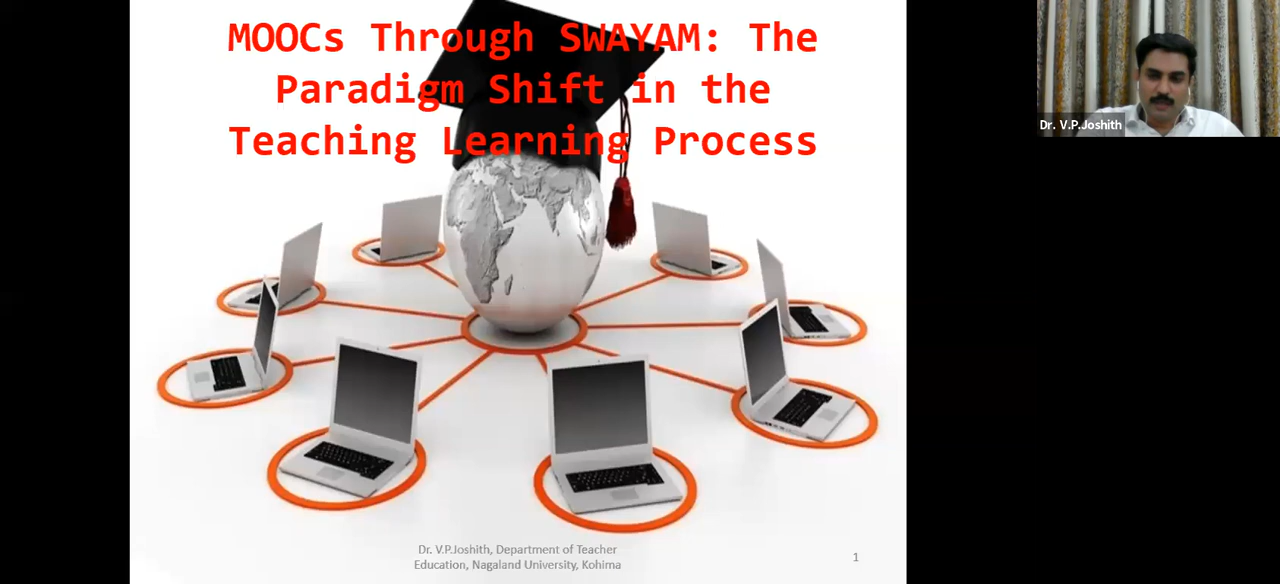 MOOCs Through SWAYAM: The
Paradigm Shift in the
Teaching Learning Process
Dr. V.P.Joshith
Dr. V.P.Joshith, Department of Teacher
Education, Nagaland University, Kohima
1